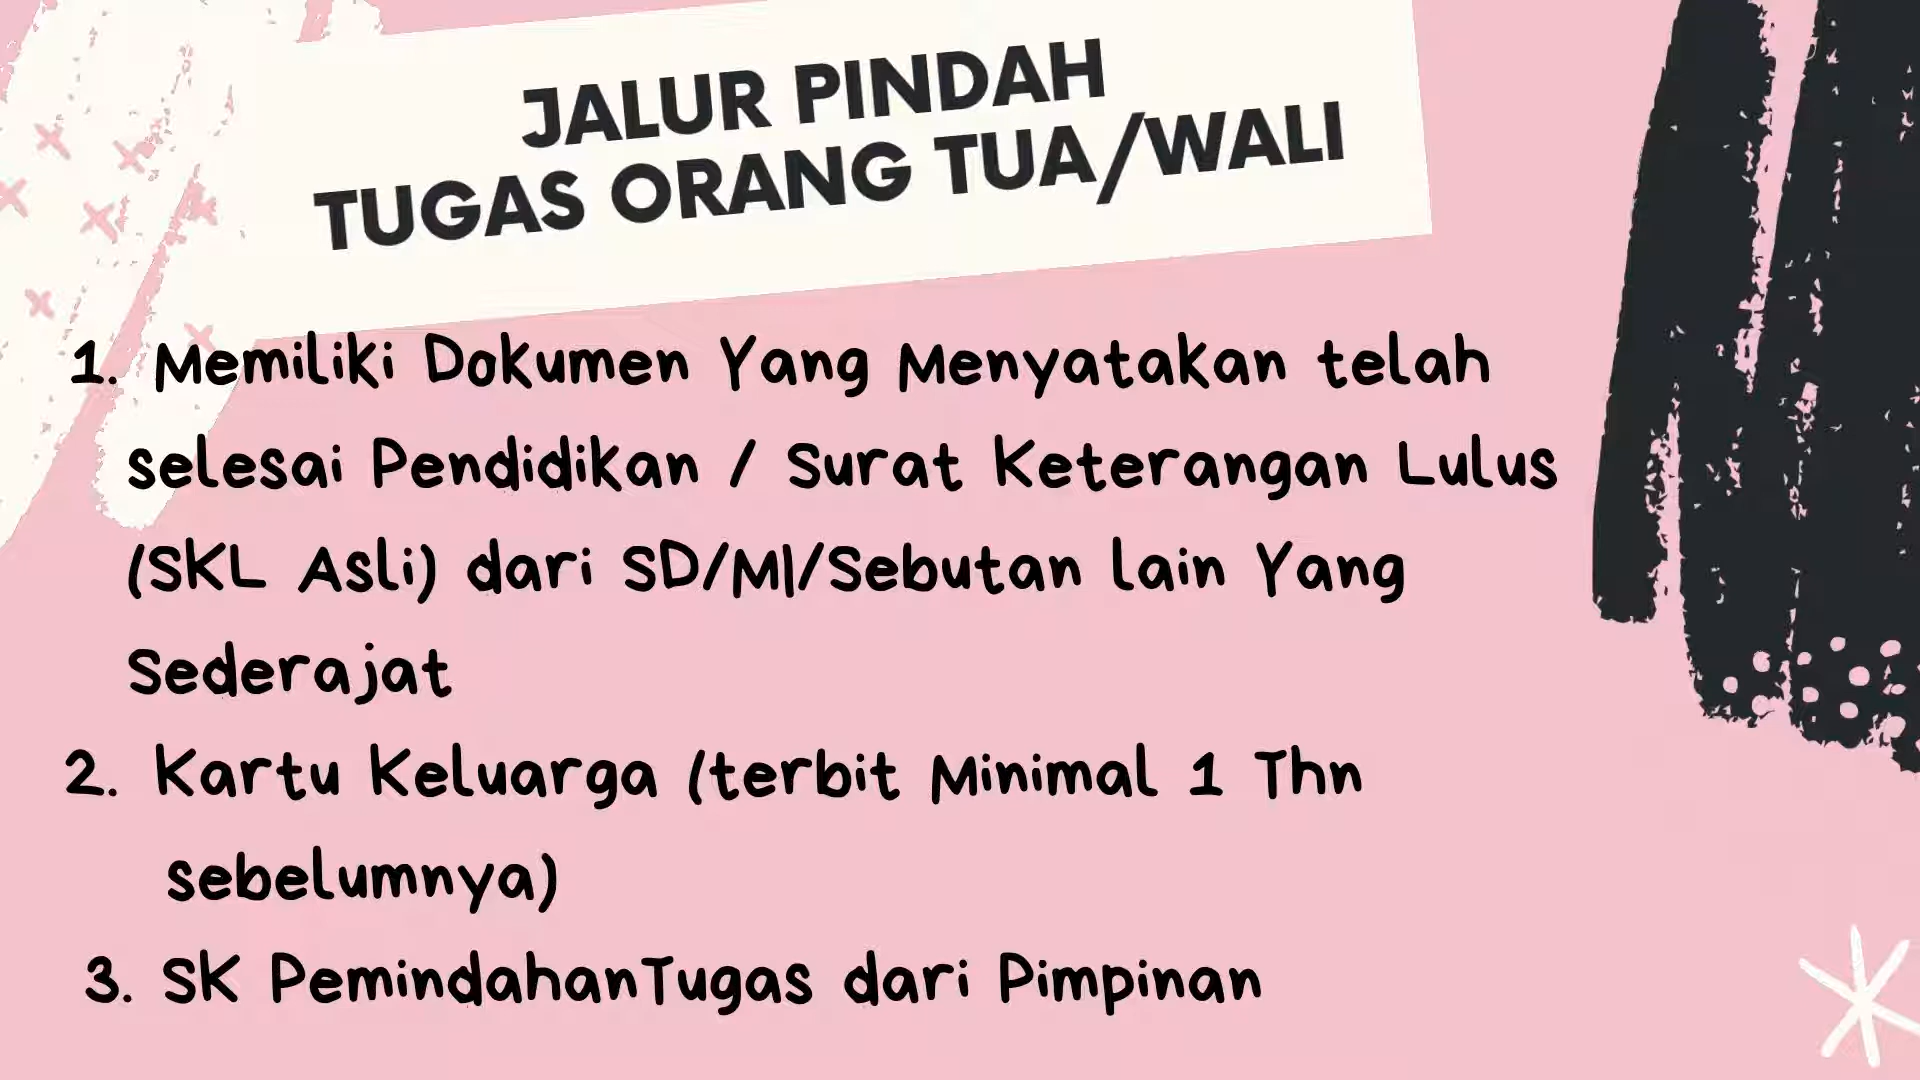 JALUR PINDAH
TUGAS ORANG TUA/WALI
1. Memiliki Dokumen Yang Menyatakan telah
selesai Pendidikan / Surat Keterangan Lulus
(SKL Asli) dari SD/MI/Sebutan lain Yang
Sederajat
2. Kartu Keluarga (terbit Minimal 1 Thn
sebelumnya)
3. SK PemindahanTugas dari Pimpinan